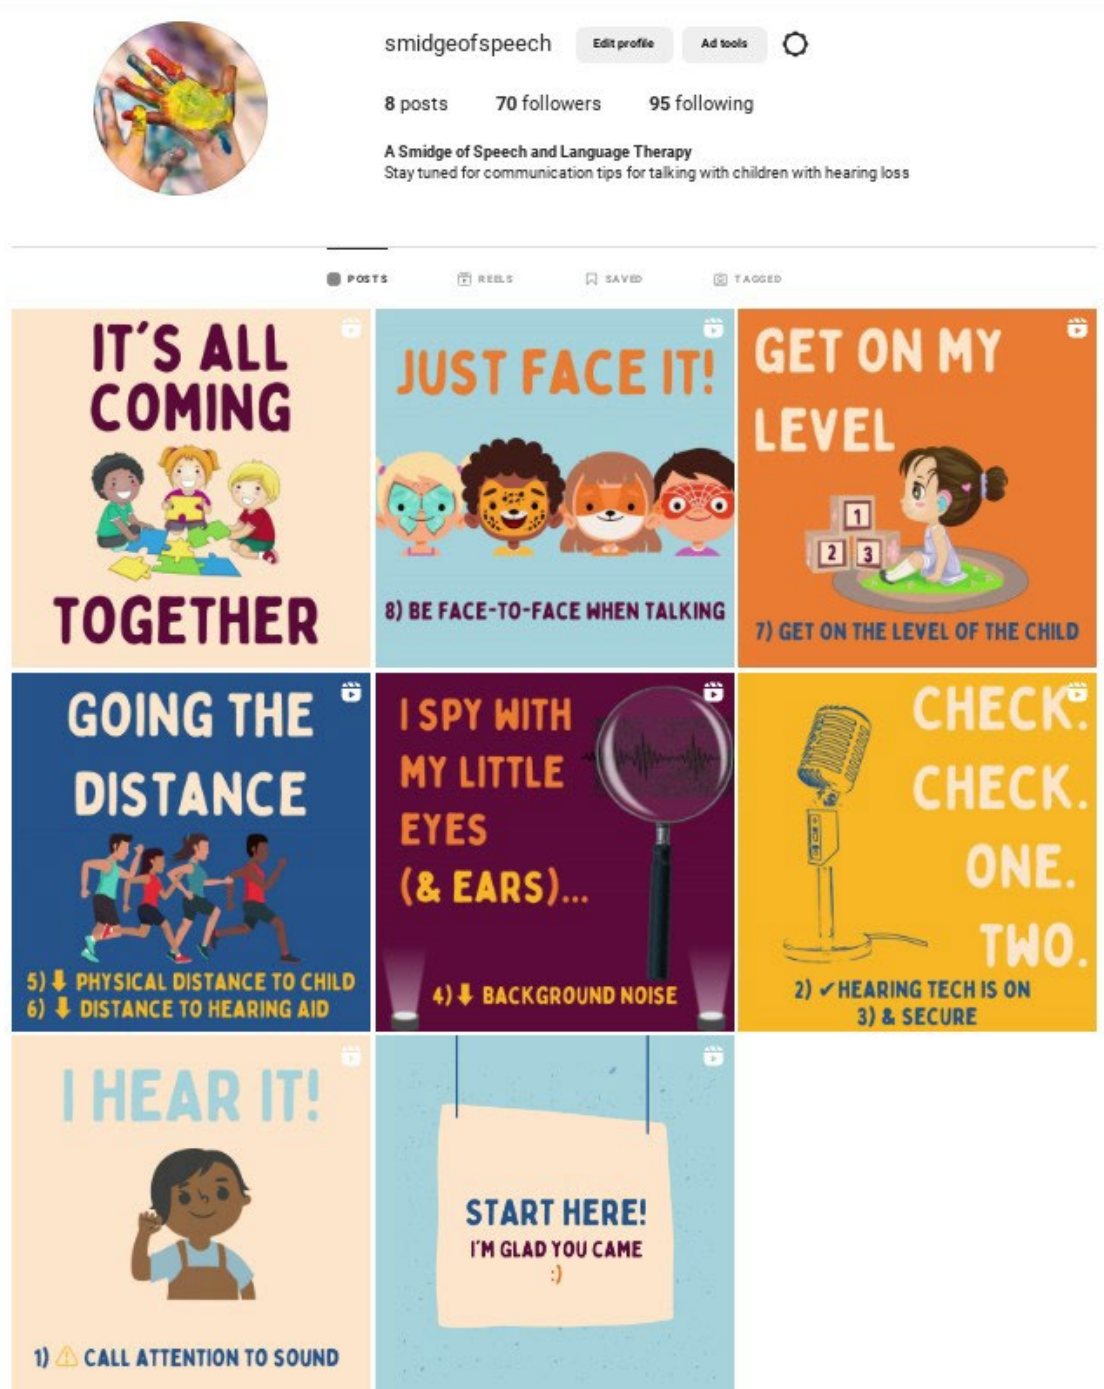 smidgeofspeech Edit profile Ad tools
8 posts 70 followers 95 following
A Smidge of Speech and Language Therapy
Stay tuned for communication tips for talking with children with hearing loss
POSTS REELS SAVED TAGGED
IT'S ALL
COMING
TOGETHER
JUST FACE IT!
8) BE FACE-TO-FACE WHEN TALKING
GET ON MY
LEVEL
1
2 3
7) GET ON THE LEVEL OF THE CHILD
GOING THE
DISTANCE
5) ⬇ PHYSICAL DISTANCE TO CHILD
6) ⬇ DISTANCE TO HEARING AID
I SPY WITH
MY LITTLE
EYES
(& EARS)...
4) ⬇ BACKGROUND NOISE
CHECK.
CHECK.
ONE.
TWO.
2) ✔HEARING TECH IS ON
3) & SECURE
I HEAR IT!
1) ⚠ CALL ATTENTION TO SOUND
START HERE!
I'M GLAD YOU CAME
:)